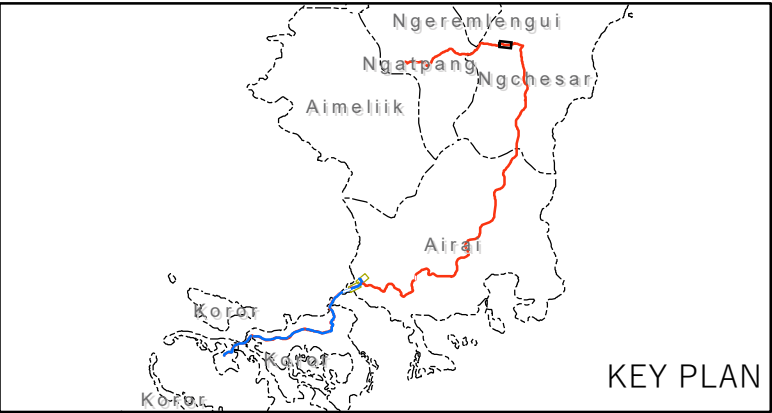 Ngeremlengui
Ngatpang
Ngchesar
Aimeliik
Airai
Koror
Koror
KEY PLAN
Koror